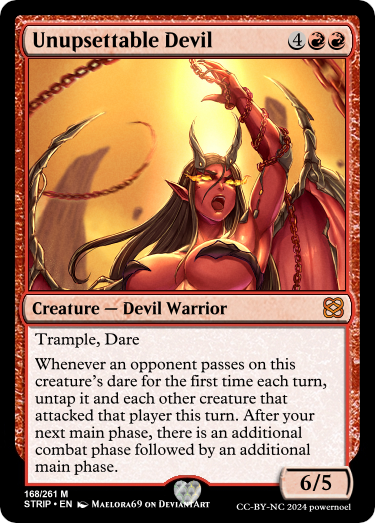 Unupsettable Devil 4
Creature — Devil Warrior
Trample, Dare
Whenever an opponent passes on this
creature's dare for the first time each turn,
untap it and each other creature that
attacked that player this turn. After your
next main phase, there is an additional
combat phase followed by an additional
main phase.
6/5
168/261 M
STRIP • EN Maelora69 on DeviantArt
CC-BY-NC 2024 powernoel